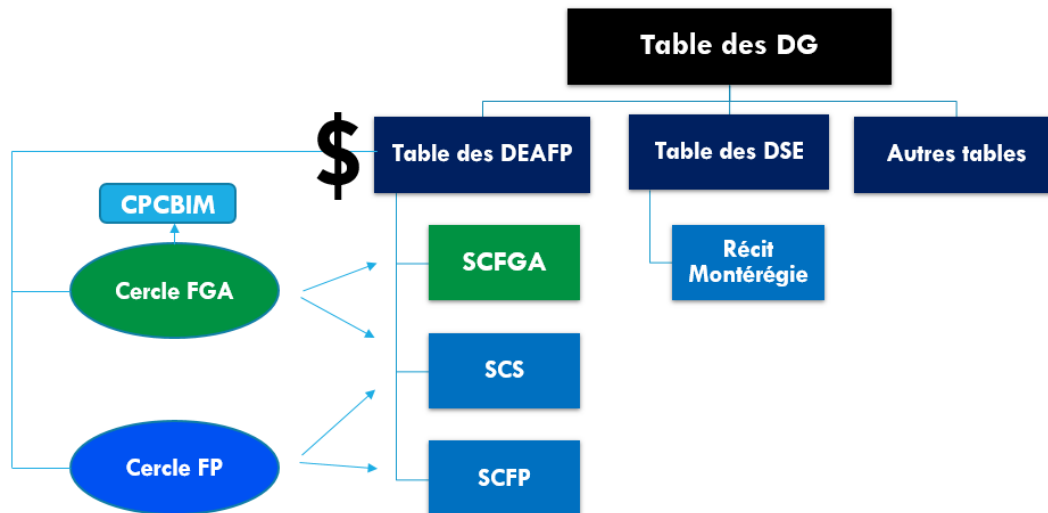 Table des DG
$
Table des DEAFP
Table des DSE
Autres tables
CPCBIM
Cercle FGA
SCFGA
Récit
Montérégie
SCS
Cercle FP
SCFP